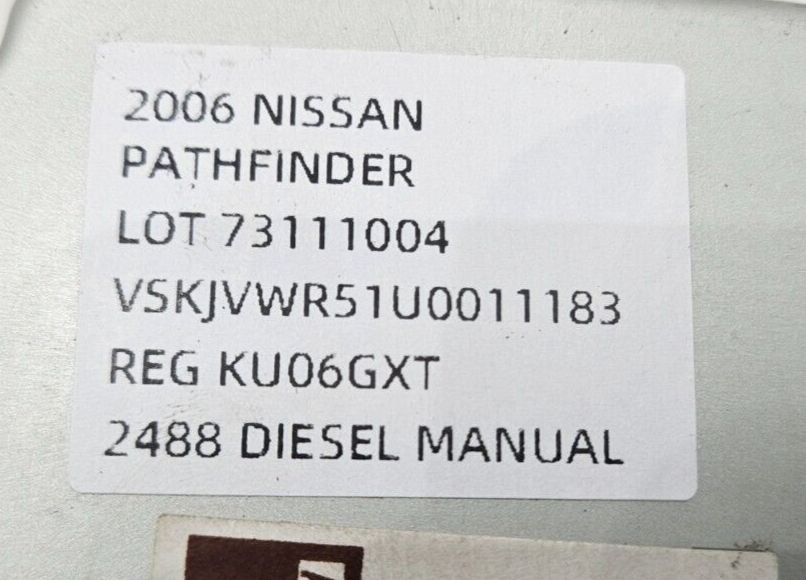 2006 NISSAN
PATHFINDER
LOT 73111004
VSKJVWR51U0011183
REG KU06GXT
2488 DIESEL MANUAL